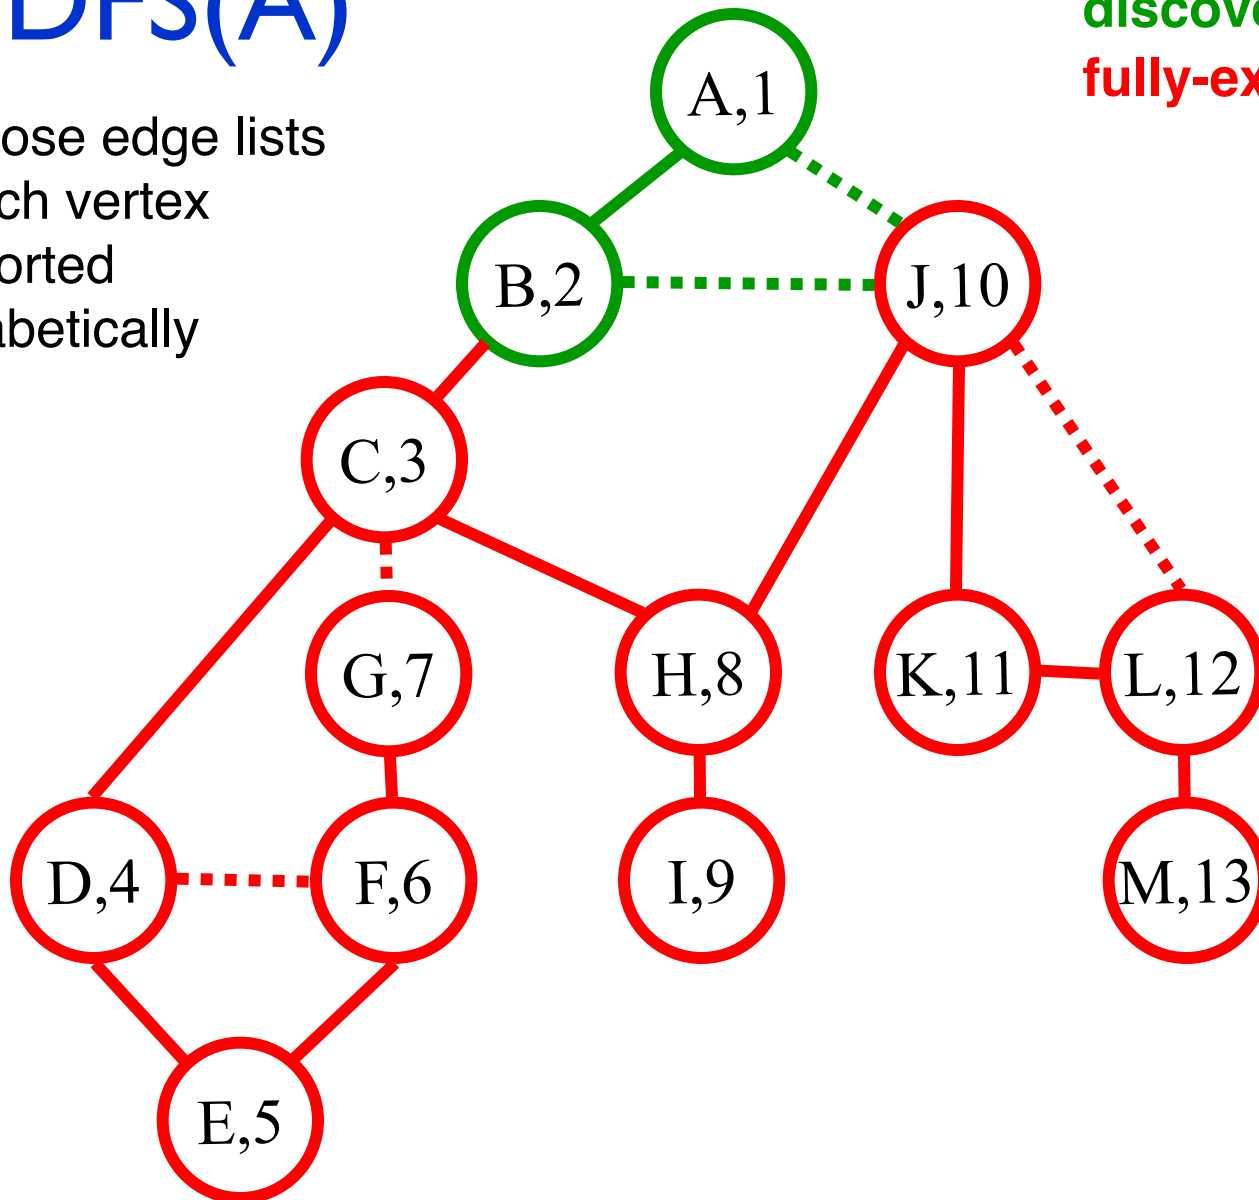 DFS(A)
discove
fully-ex
ose edge lists
ch vertex
orted
abetically
A,1
B,2
J,10
C,3
G,7
H,8
K,11
L,12
D,4
F,6
I,9
M,13
E,5